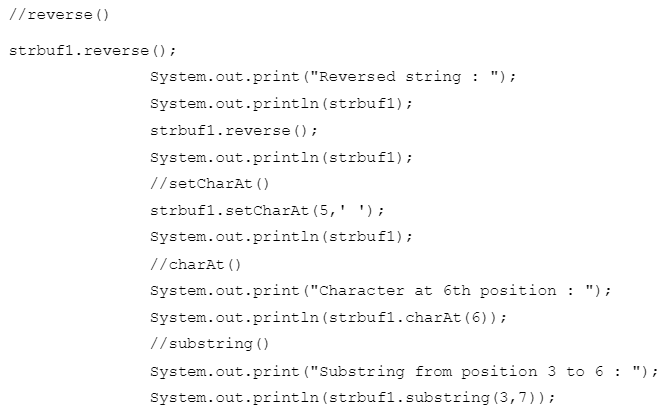 //reverse()
strbuf1.reverse();
System.out.print("Reversed string : ");
System.out.println(strbuf1);
strbuf1.reverse();
System.out.println(strbuf1);
//setCharAt()
strbuf1.setCharAt(5,' ');
System.out.println(strbuf1);
//charAt()
System.out.print("Character at 6th position : ");
System.out.println(strbuf1.charAt(6));
//substring()
System.out.print("Substring from position 3 to 6 : ");
System.out.println(strbuf1.substring(3,7));